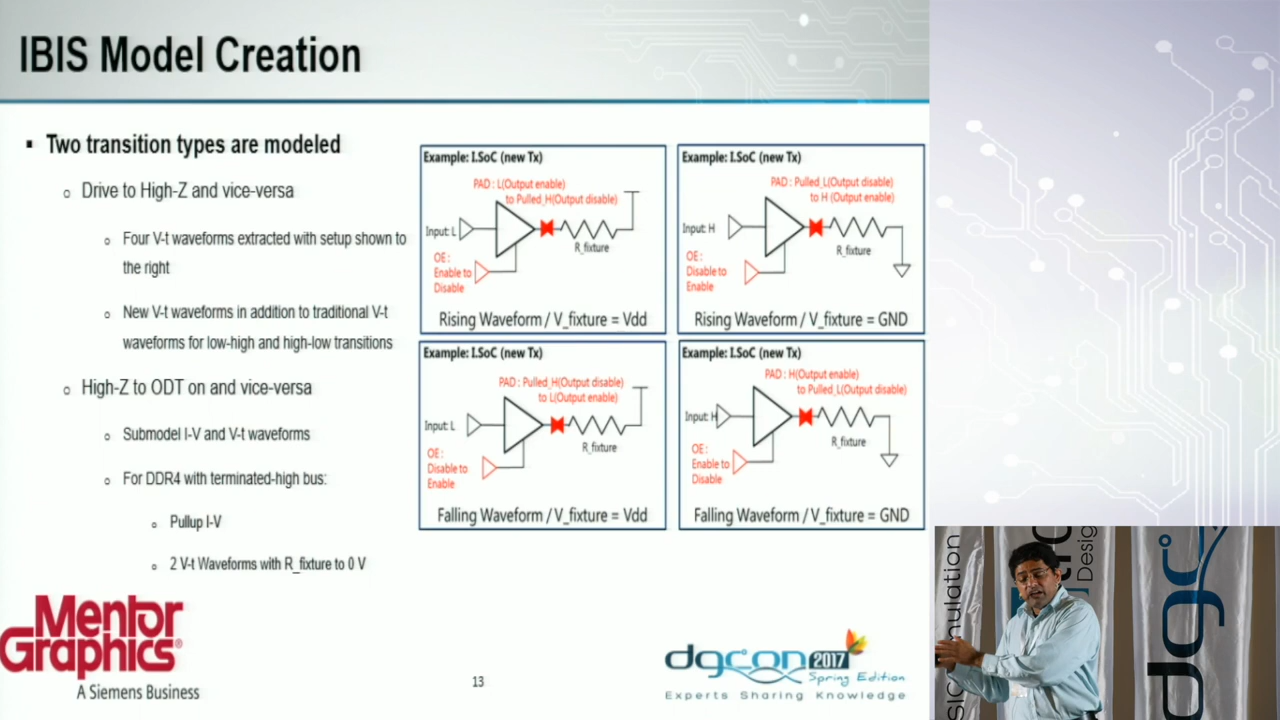 IBIS Model Creation
▪ Two transition types are modeled
o Drive to High-Z and vice-versa
o Four V-t waveforms extracted with setup shown to
the right
o New V-t waveforms in addition to traditional V-t
waveforms for low-high and high-low transitions
o High-Z to ODT on and vice-versa
o Submodel I-V and V-t waveforms
o For DDR4 with terminated-high bus:
o Pullup I-V
o 2 V-t Waveforms with R_fixture to 0 V
Example: I.SoC (new Tx)
PAD : L(Output enable)
to Pulled_H(Output disable)
Input: L
R_fixture
OE :
Enable to
Disable
Rising Waveform / V_fixture = Vdd
Example: I.SoC (new Tx)
PAD : Pulled_L(Output disable)
to H (Output enable)
Input: H
R_fixture
OE :
Disable to
Enable
Rising Waveform / V_fixture = GND
Example: I.SoC (new Tx)
PAD : Pulled_H(Output disable)
to L(Output enable)
Input: L
R_fixture
OE :
Disable to
Enable
Falling Waveform / V_fixture = Vdd
Example: I.SoC (new Tx)
PAD : H(Output enable)
to Pulled_L(Output disable)
Input: H
R_fixture
OE :
Enable to
Disable
Falling Waveform / V_fixture = GND
Mentor
Graphics®
A Siemens Business
13
dgcon 2017
Spring Edition
Experts Sharing Knowledge
Desig
dgc